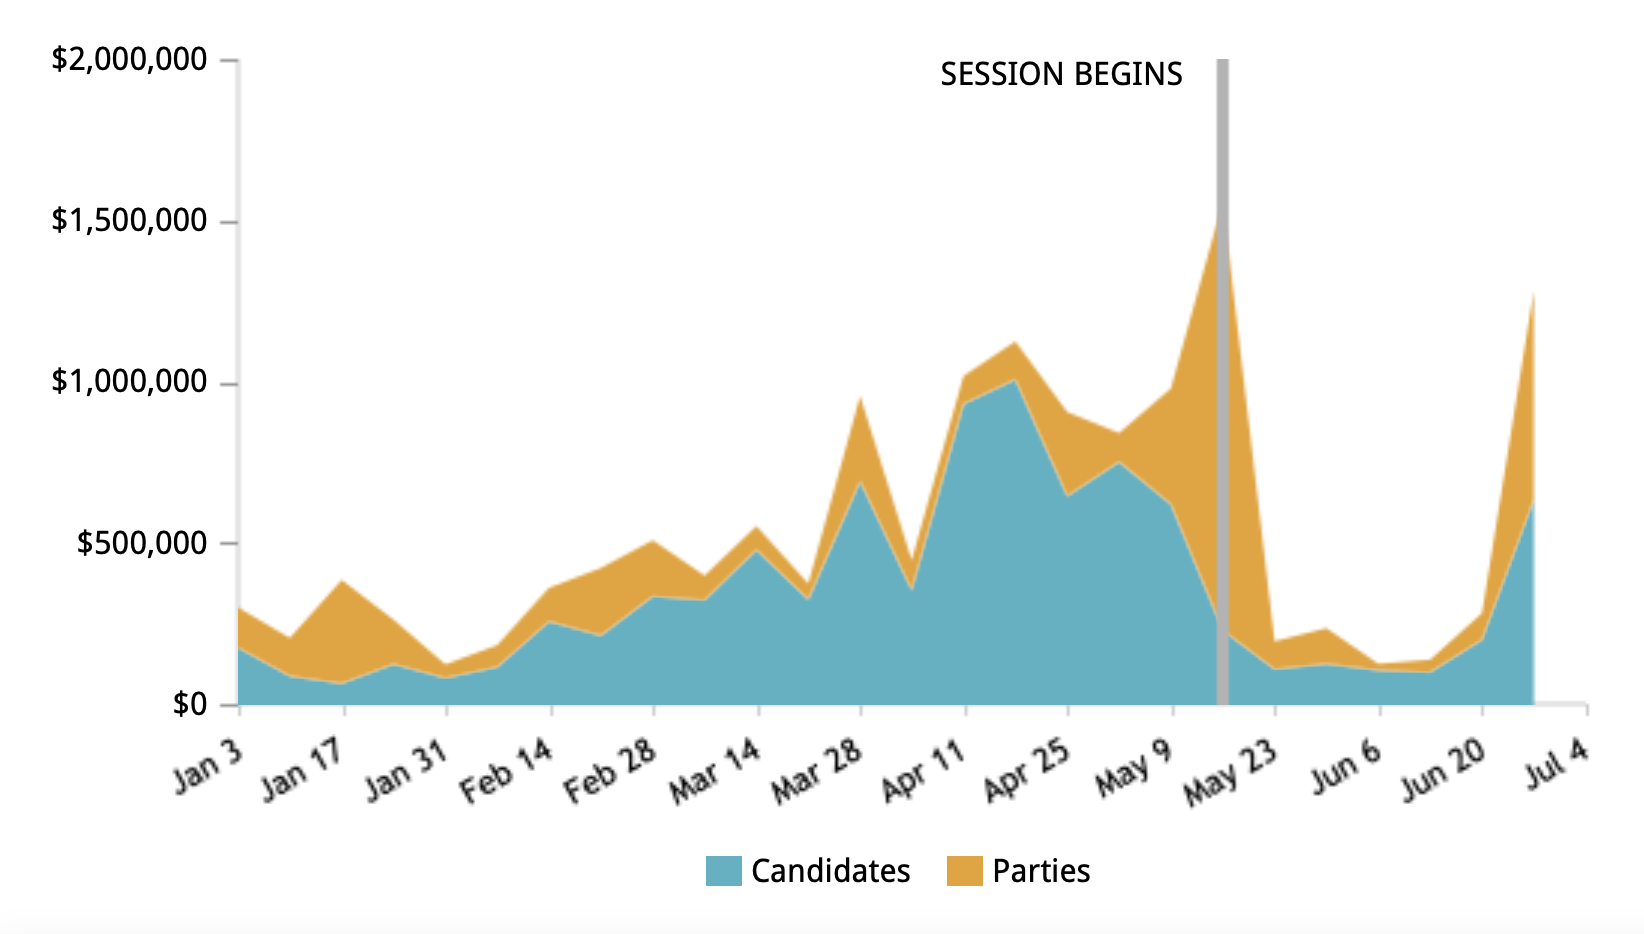 $2,000,000
SESSION BEGINS
$1,500,000
$1,000,000
$500,000
$0
Jan 3
Jan 17
Jan 31
Feb 14
Feb 28
Mar 14
Mar 28
Apr 11
Apr 25
May 9
May 23
Jun 6
Jun 20
Jul 4
Candidates
Parties